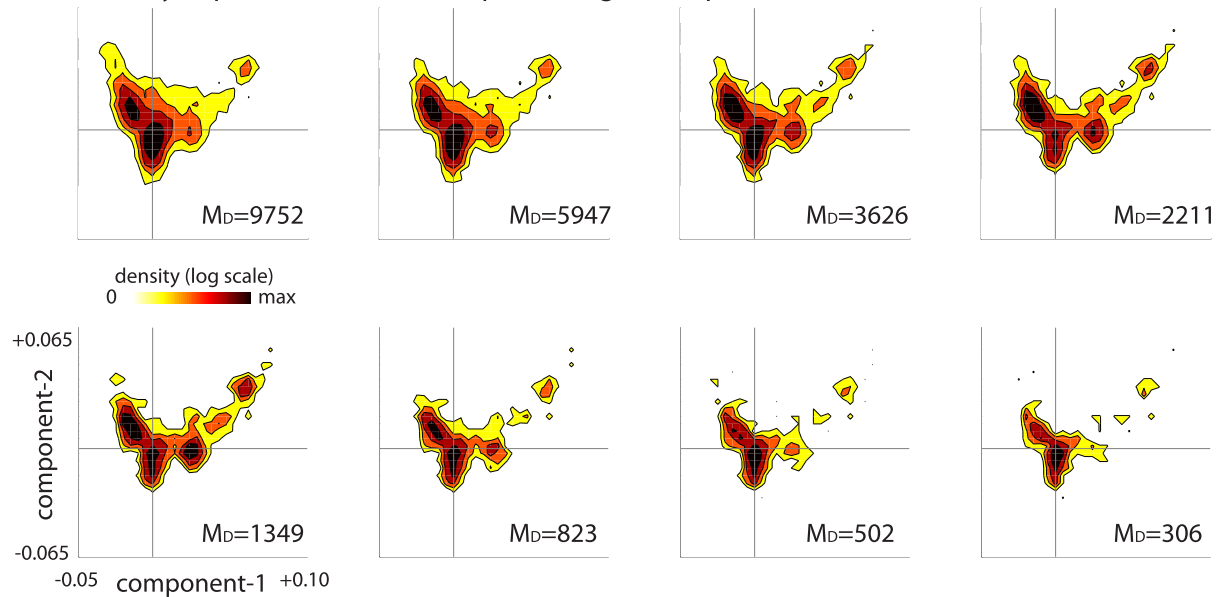 MD=9752
MD=5947
MD=3626
MD=2211
density (log scale)
0 max
+0.065
component-2
-0.065
-0.05 component-1 +0.10
MD=1349
MD=823
MD=502
MD=306